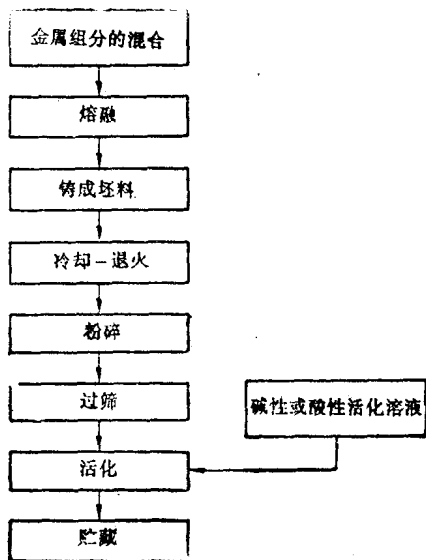 金属组分的混合
熔融
铸成坯料
冷却-退火
粉碎
过筛
碱性或酸性活化溶液
活化
贮藏